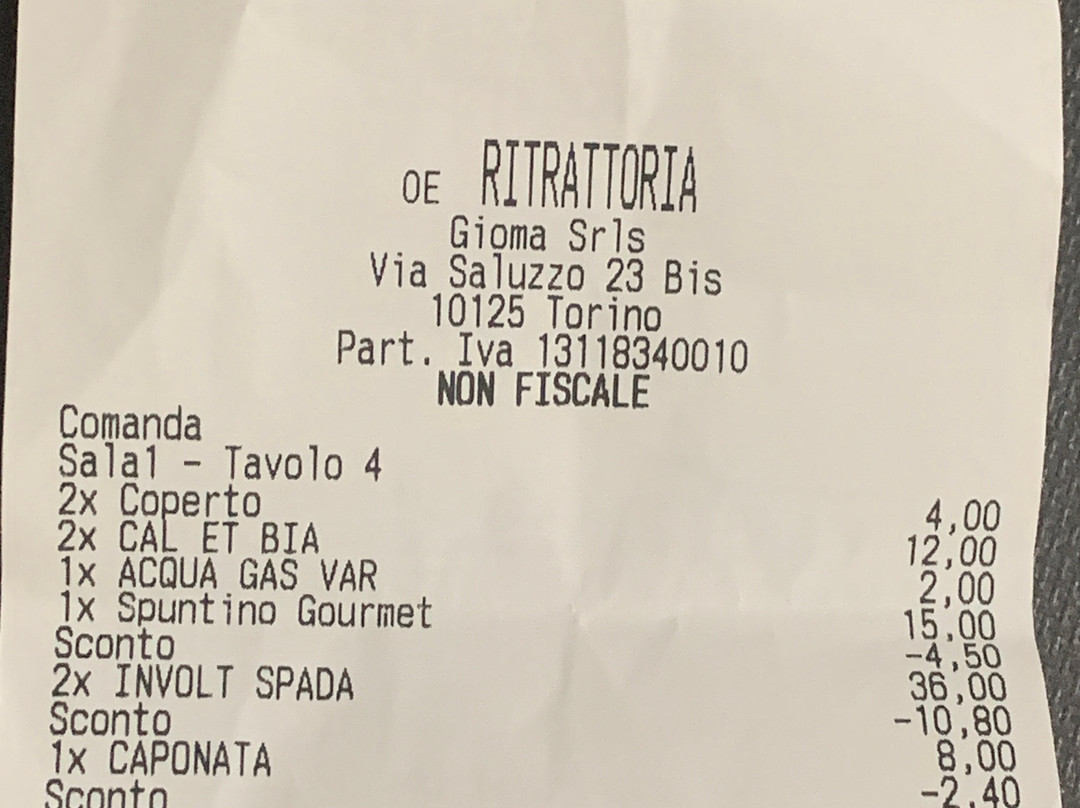 OE RITRATTORIA
Gioma Srls
Via Saluzzo 23 Bis
10125 Torino
Part. Iva 13118340010
NON FISCALE
Comanda
Sala1 - Tavolo 4
2x Coperto 4,00
2x CAL ET BIA 12,00
1x ACQUA GAS VAR 2,00
1x Spuntino Gourmet 15,00
Sconto -4,50
2x INVOLT SPADA 36,00
Sconto -10,80
1x CAPONATA 8,00
Sconto -2,40